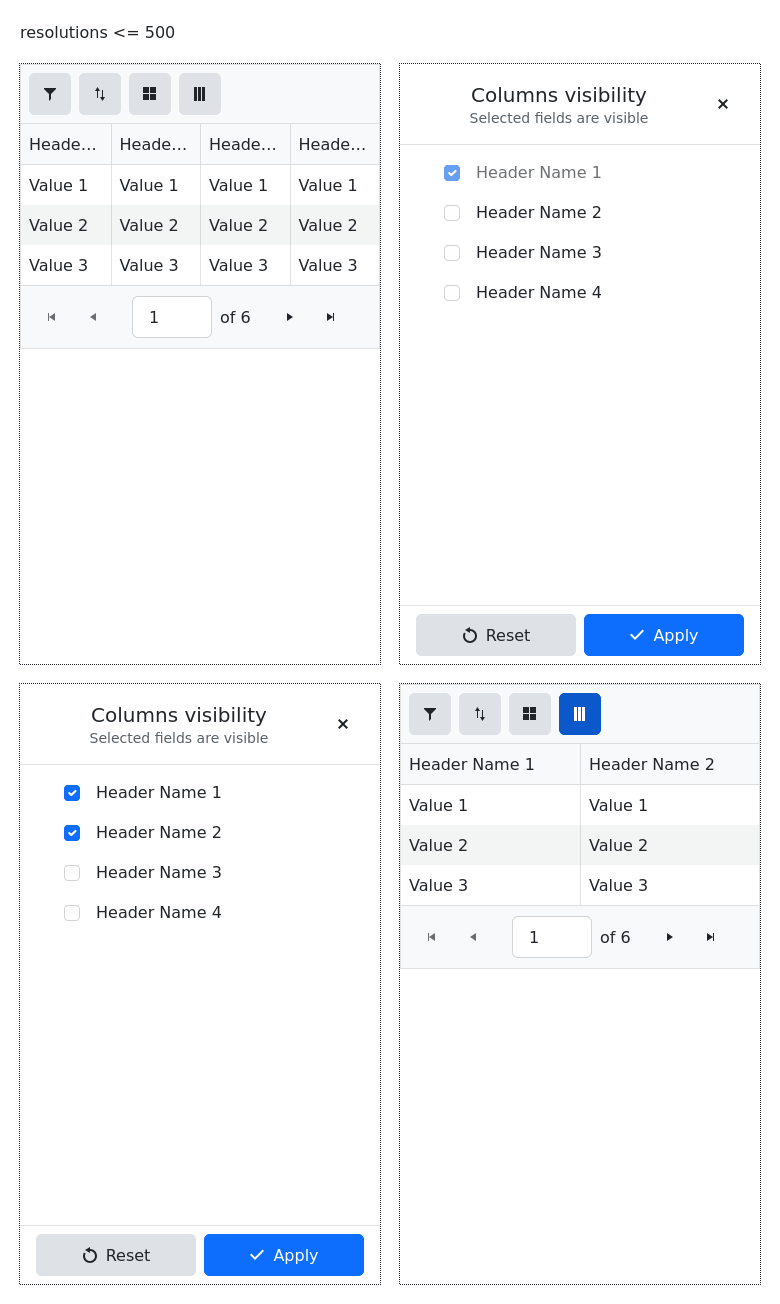 resolutions <= 500
Heade... Heade... Heade... Heade...
Value 1 Value 1 Value 1 Value 1
Value 2 Value 2 Value 2 Value 2
Value 3 Value 3 Value 3 Value 3
1 of 6
Columns visibility
Selected fields are visible
Header Name 1
Header Name 2
Header Name 3
Header Name 4
Reset Apply
Columns visibility
Selected fields are visible
Header Name 1
Header Name 2
Header Name 3
Header Name 4
Reset Apply
Header Name 1 Header Name 2
Value 1 Value 1
Value 2 Value 2
Value 3 Value 3
1 of 6